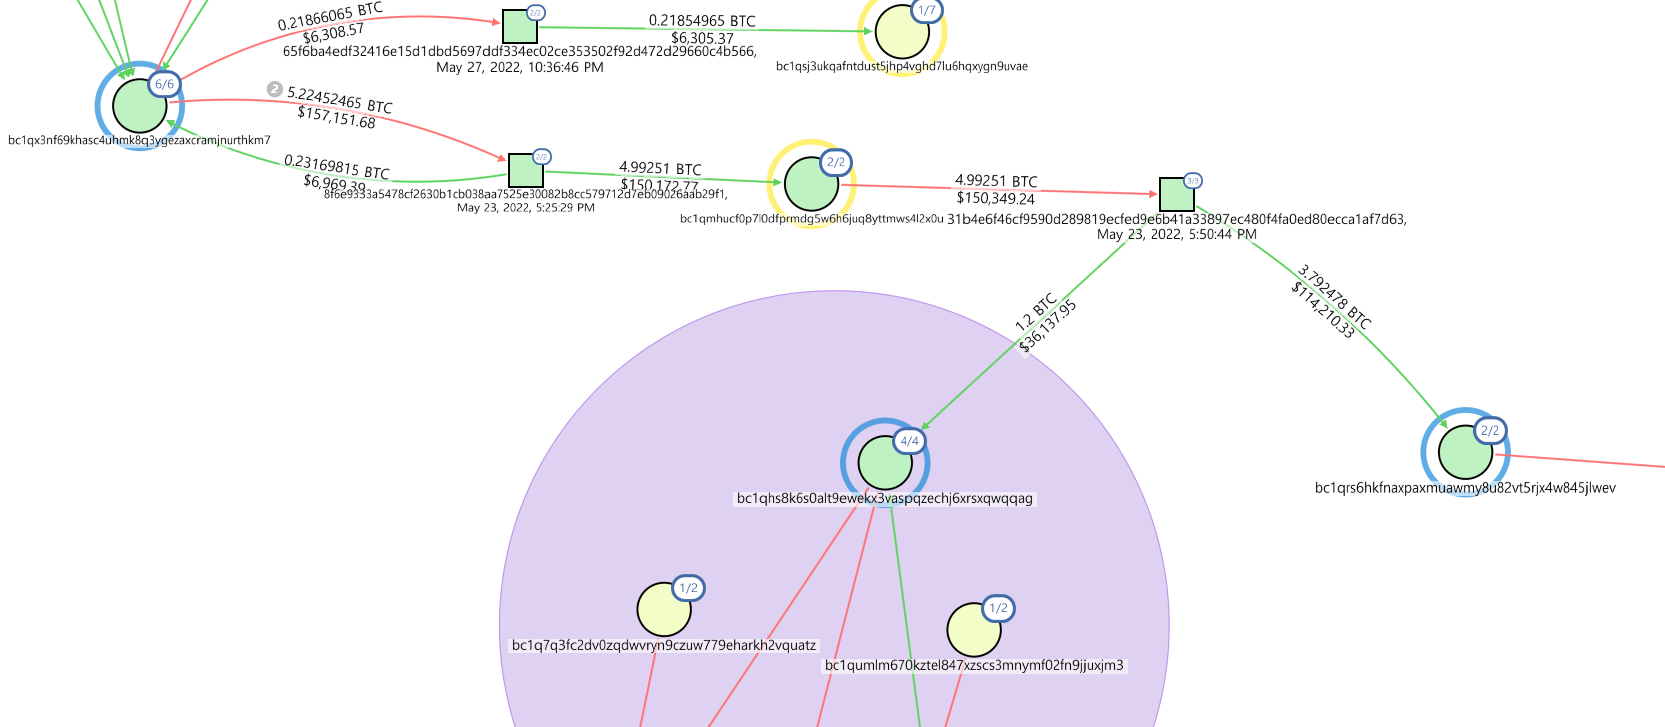 0.21866065 BTC
$6,308.57
2/2
0.21854965 BTC
$6,305.37
1/7
65f6ba4edf32416e15d1dbd5697ddf334ec02ce353502f92d472d29660c4b566,
May 27, 2022, 10:36:46 PM
bc1qsj3ukqafntdust5jhp4vghd7lu6hqxygn9uvae
6/6
bc1qx3nf69khasc4uhmk8q3ygezaxcramjnurthkm7
2
5.22452465 BTC
$157,151.68
0.23169815 BTC
$6,969.39
2/2
8f6e9333a5478cf2630b1cb038aa7525e30082b8cc579712d7eb09026aab29f1,
May 23, 2022, 5:25:29 PM
4.99251 BTC
$150,172.77
2/2
bc1qmhucf0p7l0dfprmdg5w6h6juq8yttmws4l2x0u
4.99251 BTC
$150,349.24
3/3
31b4e6f46cf9590d289819ecfed9e6b41a33897ec480f4fa0ed80ecca1af7d63,
May 23, 2022, 5:50:44 PM
1.2 BTC
$36,137.95
3.792478 BTC
$114,210.33
4/4
bc1qhs8k6s0alt9ewekx3vaspqzechj6xrsxqwqqag
2/2
bc1qrs6hkfnaxpaxmuawmy8u82vt5rjx4w845jlwev
1/2
bc1q7q3fc2dv0zqdwvryn9czuw779eharkh2vquatz
1/2
bc1qumlm670kztel847xzscs3mnymf02fn9jjuxjm3